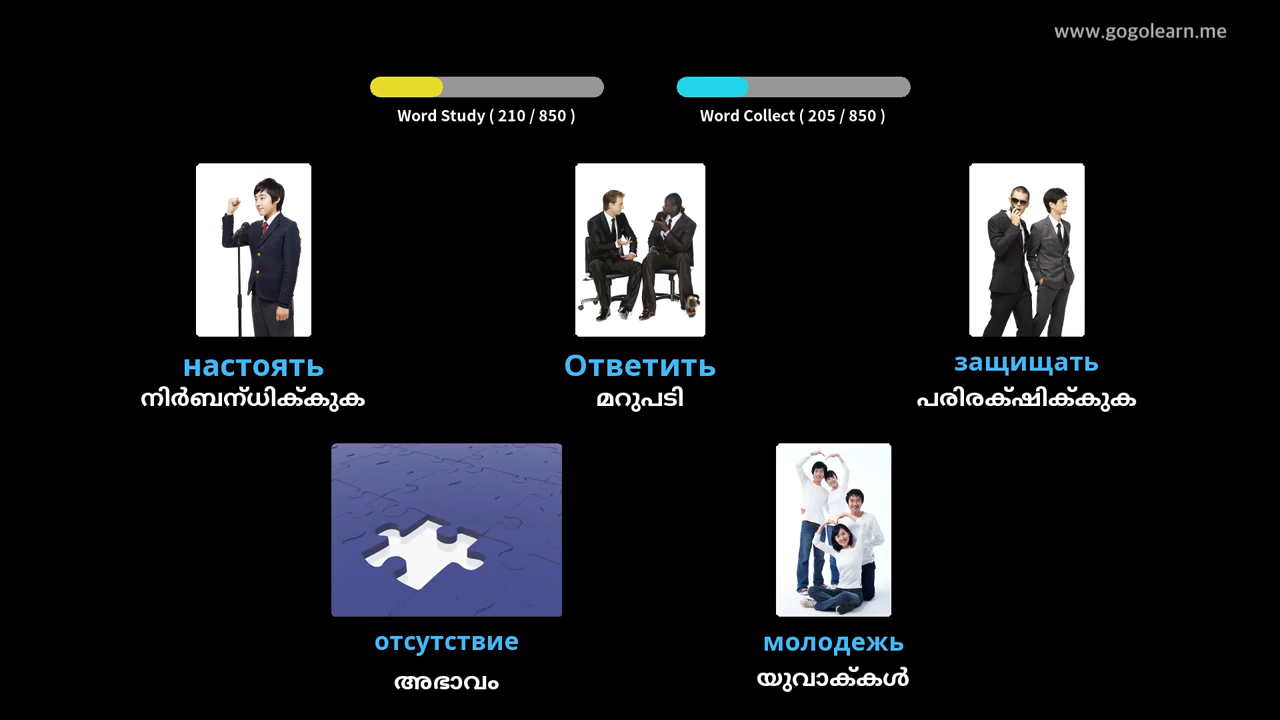 www.gogolearn.me
Word Study ( 210 / 850 )
Word Collect ( 205 / 850 )
настоять
നിർബന്ധിക്കുക
Ответить
മറുപടി
защищать
പരിരക്ഷിക്കുക
отсутствие
അഭാവം
молодежь
യുവാക്കൾ